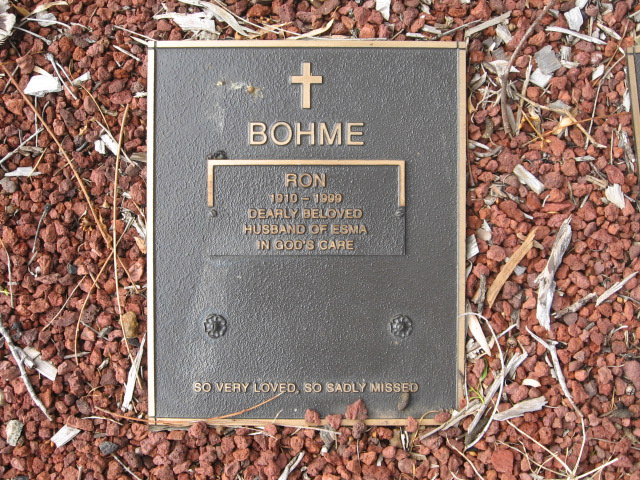 BOHME
RON
1910 - 1999
DEARLY BELOVED
HUSBAND OF ESMA
IN GOD'S CARE
SO VERY LOVED, SO SADLY MISSED